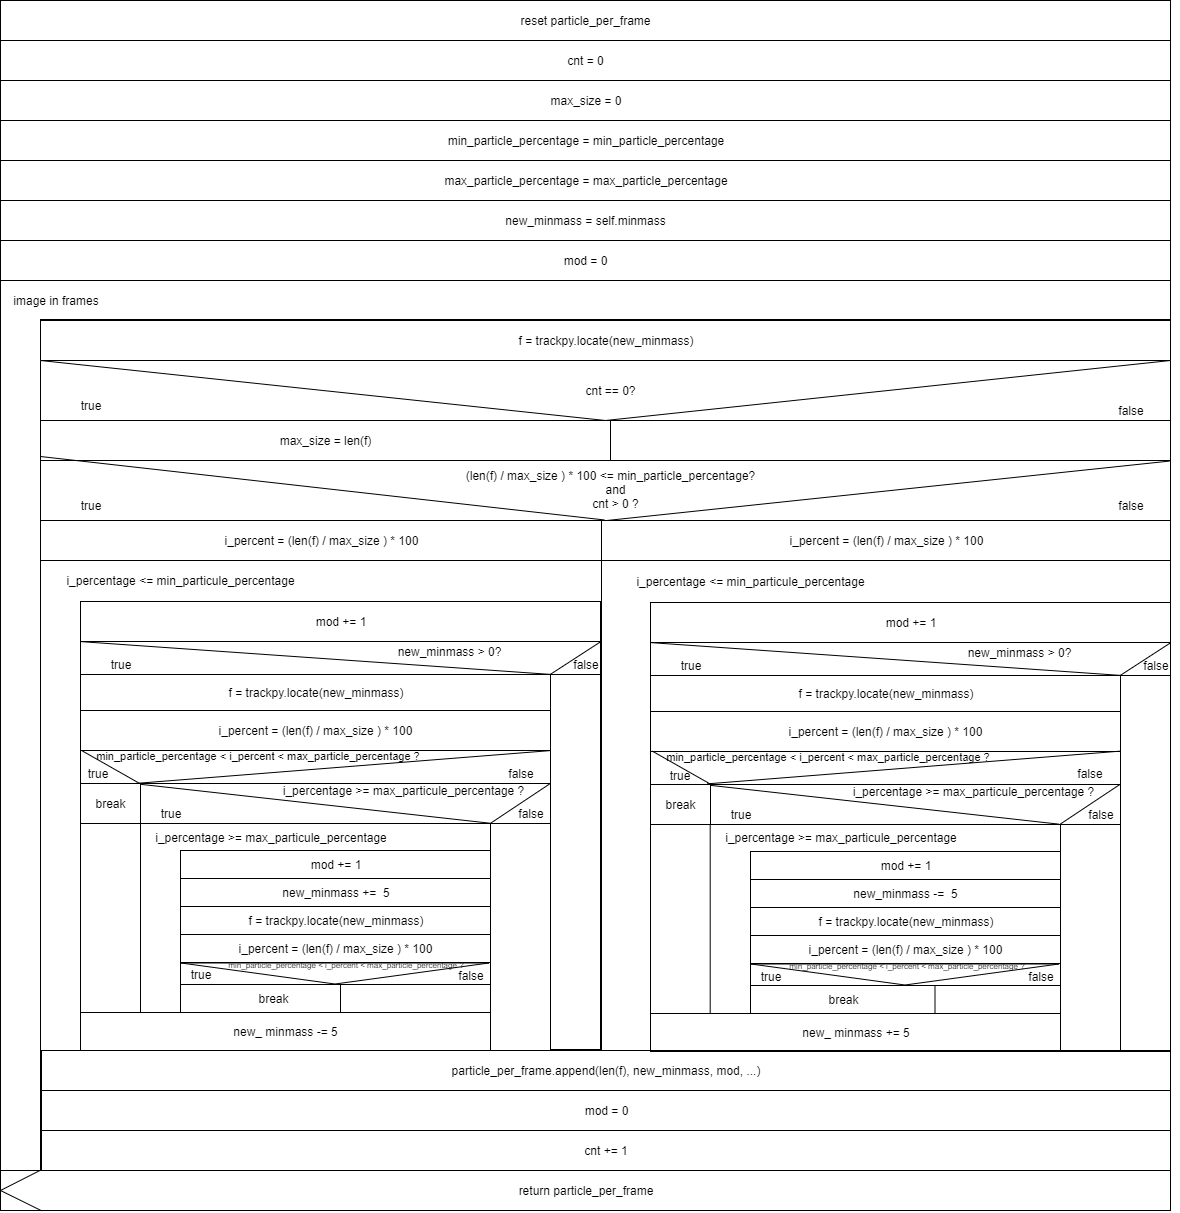 reset particle_per_frame
cnt = 0
max_size = 0
min_particle_percentage = min_particle_percentage
max_particle_percentage = max_particle_percentage
new_minmass = self.minmass
mod = 0
image in frames
f = trackpy.locate(new_minmass)
cnt == 0?
true
false
max_size = len(f)
(len(f) / max_size ) * 100 <= min_particle_percentage?
and
cnt > 0 ?
true
false
i_percent = (len(f) / max_size ) * 100
i_percent = (len(f) / max_size ) * 100
i_percentage <= min_particule_percentage
mod += 1
new_minmass > 0?
true
false
f = trackpy.locate(new_minmass)
i_percent = (len(f) / max_size ) * 100
min_particle_percentage < i_percent < max_particle_percentage ?
true
false
break
i_percentage >= max_particule_percentage ?
true
false
i_percentage >= max_particule_percentage
mod += 1
new_minmass += 5
f = trackpy.locate(new_minmass)
i_percent = (len(f) / max_size ) * 100
min_particle_percentage < i_percent < max_particle_percentage ?
true
false
break
new_ minmass -= 5
i_percentage <= min_particule_percentage
mod += 1
new_minmass > 0?
true
false
f = trackpy.locate(new_minmass)
i_percent = (len(f) / max_size ) * 100
min_particle_percentage < i_percent < max_particle_percentage ?
true
false
break
i_percentage >= max_particule_percentage ?
true
false
i_percentage >= max_particule_percentage
mod += 1
new_minmass -= 5
f = trackpy.locate(new_minmass)
i_percent = (len(f) / max_size ) * 100
min_particle_percentage < i_percent < max_particle_percentage ?
true
false
break
new_ minmass += 5
particle_per_frame.append(len(f), new_minmass, mod, ...)
mod = 0
cnt += 1
return particle_per_frame